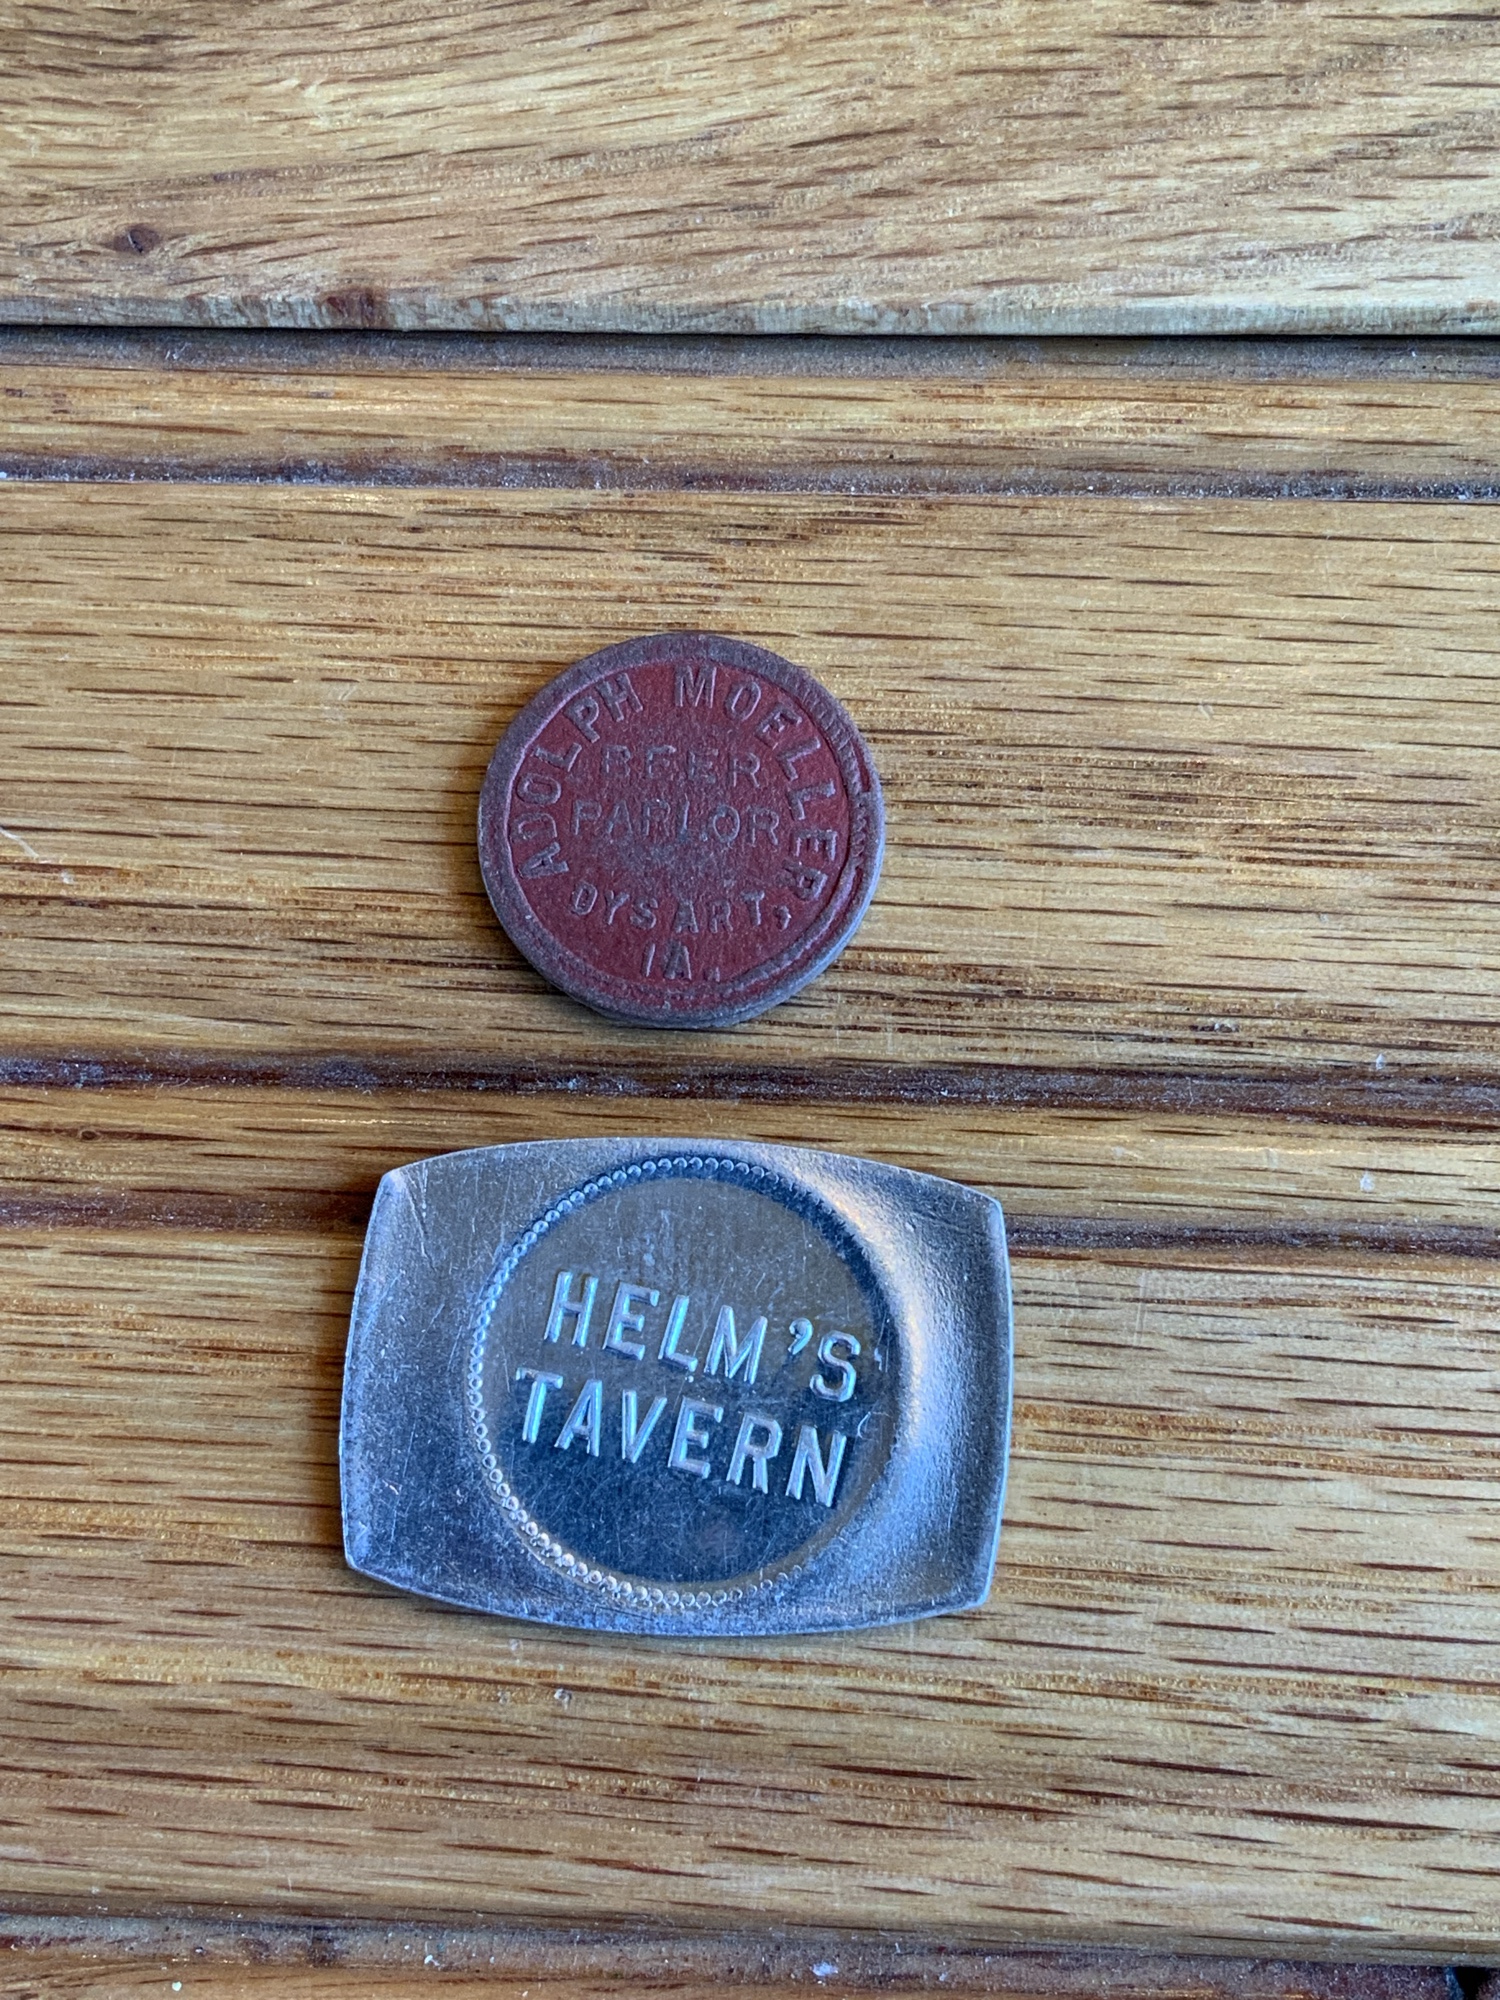 ADOLPH MOELLER
BEER
PARLOR
DYSART,
IA.
HELM'S
TAVERN